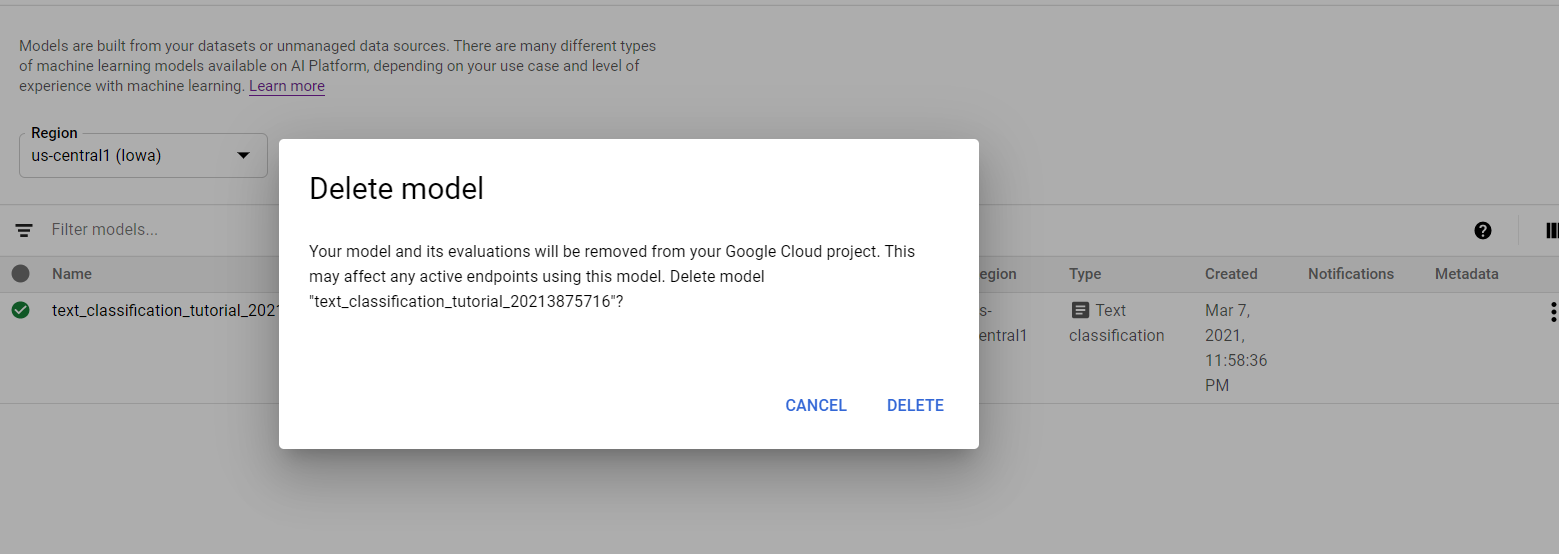 Models are built from your datasets or unmanaged data sources. There are many different types
of machine learning models available on AI Platform, depending on your use case and level of
experience with machine learning. Learn more
Region
us-central1 (Iowa)
Delete model
Your model and its evaluations will be removed from your Google Cloud project. This
may affect any active endpoints using this model. Delete model
"text_classification_tutorial_20213875716"?
CANCEL DELETE
Filter models...
Name egion Type Created Notifications Metadata
text_classification_tutorial_202 s- Text Mar 7,
entral1 classification 2021,
11:58:36
PM